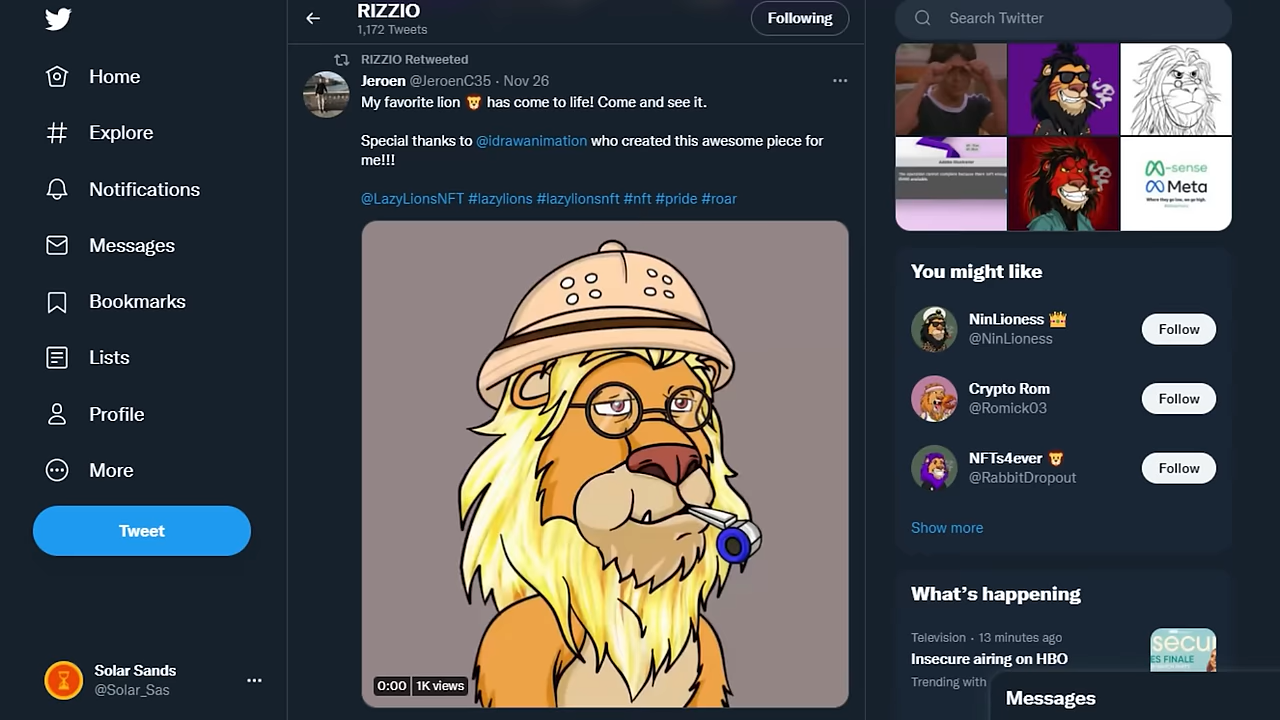 Home
Explore
Notifications
Messages
Bookmarks
Lists
Profile
More
Tweet
Solar Sands
@Solar_Sas
RIZZIO
1,172 Tweets
Following
RIZZIO Retweeted
Jeroen @JeroenC35 · Nov 26
My favorite lion 🦁 has come to life! Come and see it.
Special thanks to @idrawanimation who created this awesome piece for
me!!!
@LazyLionsNFT #lazylions #lazylionsnft #nft #pride #roar
0:00 1K views
Search Twitter
-sense
Meta
You might like
NinLioness 👑
@NinLioness
Follow
Crypto Rom
@Romick03
Follow
NFTs4ever 🦁
@RabbitDropout
Follow
Show more
What's happening
Television · 13 minutes ago
Insecure airing on HBO
Trending with
secu
ES FINALE
Messages